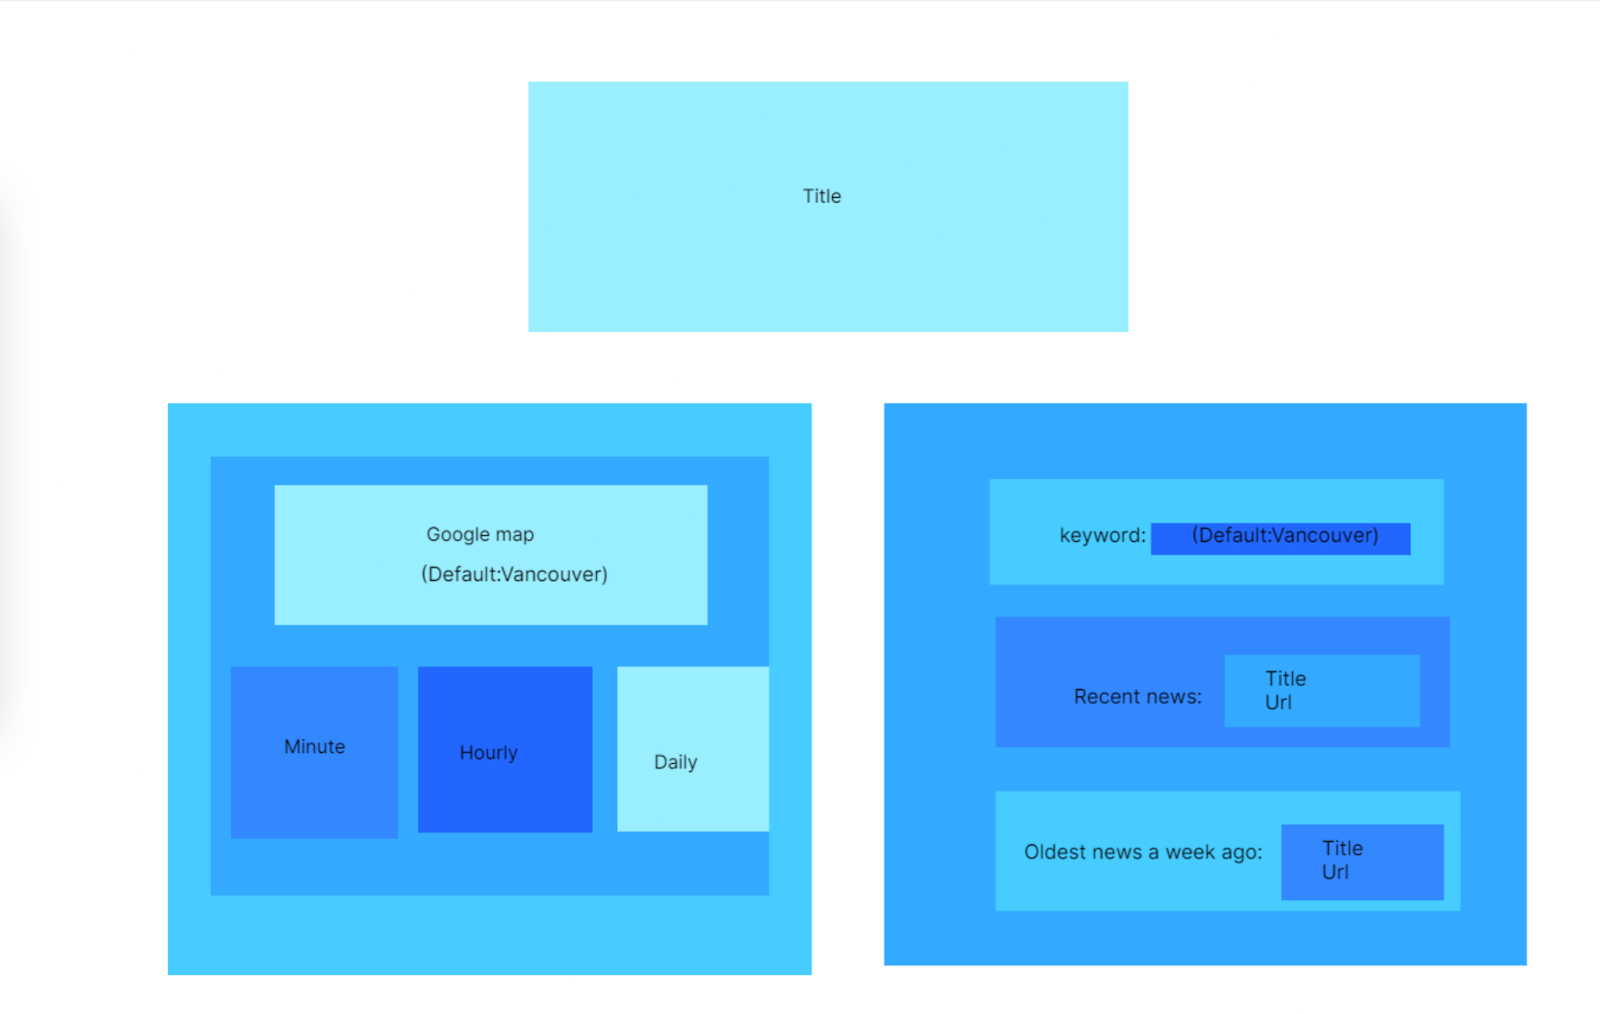 Title
Google map
(Default:Vancouver)
Minute
Hourly
Daily
keyword: (Default:Vancouver)
Recent news:
Title
Url
Oldest news a week ago:
Title
Url